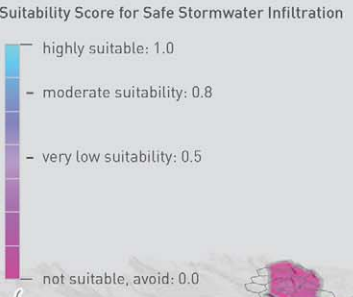 Suitability Score for Safe Stormwater Infiltration
highly suitable: 1.0
moderate suitability: 0.8
very low suitability: 0.5
not suitable, avoid: 0.0